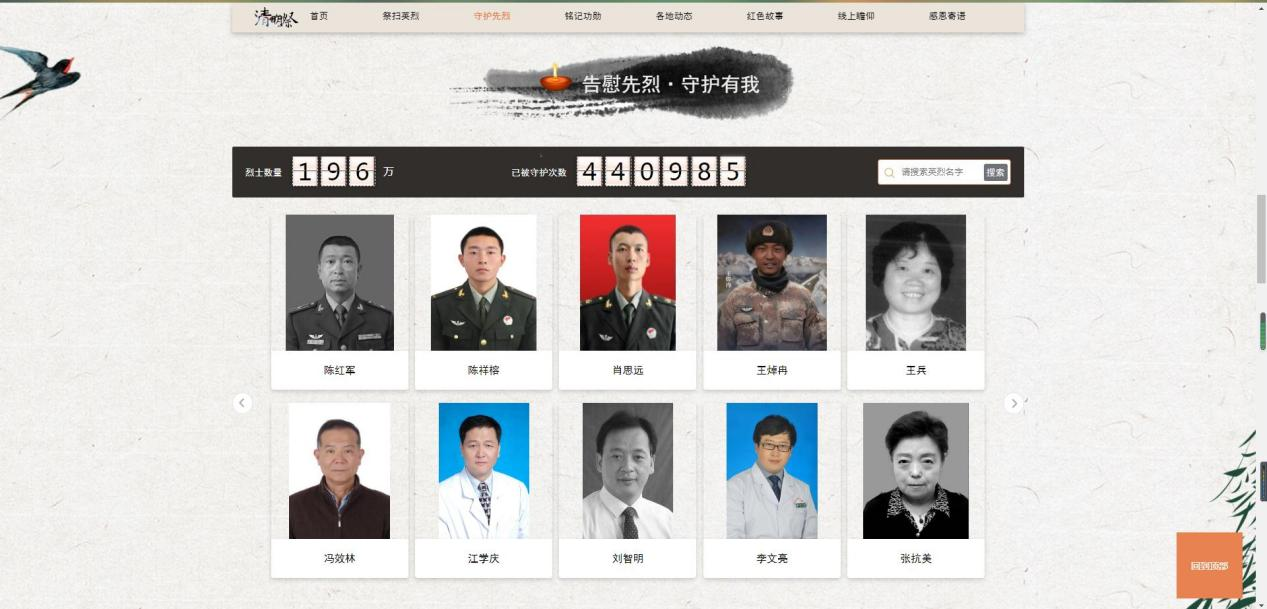 清明祭 首页 祭扫英烈 守护先烈 铭记功勋 各地动态 红色故事 线上瞻仰 感恩寄语
告慰先烈·守护有我
烈士数量 196 万 已被守护次数 440985 请搜索英烈名字 搜索
陈红军 陈祥榕 肖思远 王焯冉 王兵
冯效林 江学庆 刘智明 李文亮 张抗美
回到顶部